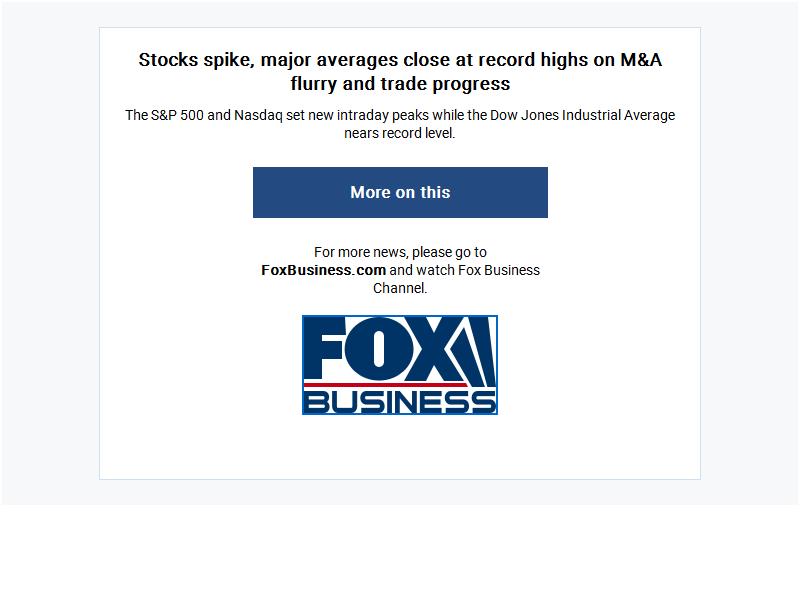 Stocks spike, major averages close at record highs on M&A
flurry and trade progress
The S&P 500 and Nasdaq set new intraday peaks while the Dow Jones Industrial Average
nears record level.
More on this
For more news, please go to
FoxBusiness.com and watch Fox Business
Channel.
FOX
BUSINESS